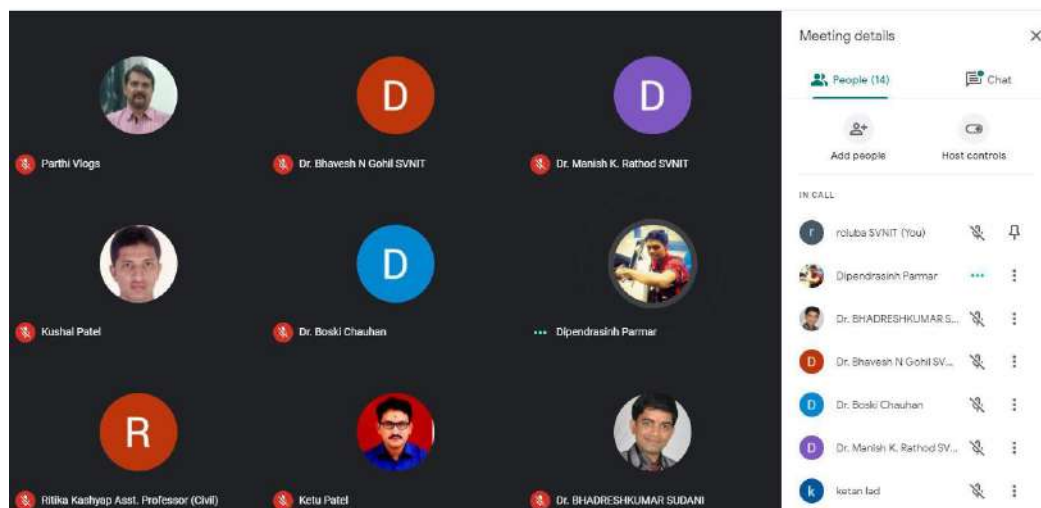 D
D
Parthi Vlogs
Dr. Bhavesh N Gohil SVNIT
Dr. Manish K. Rathod SVNIT
D
Kushal Patel
Dr. Boski Chauhan
Dipendrasinh Parmar
R
Ritika Kashyap Asst. Professor (Civil)
Ketu Patel
Dr. BHADRESHKUMAR SUDANI
Meeting details
People (14)
Chat
Add people
Host controls
IN CALL
r
roluba SVNIT (You)
Dipendrasinh Parmar
Dr. BHADRESHKUMAR S...
D
Dr. Bhavesh N Gohil SV...
D
Dr. Boski Chauhan
D
Dr. Manish K. Rathod SV...
k
ketan lad